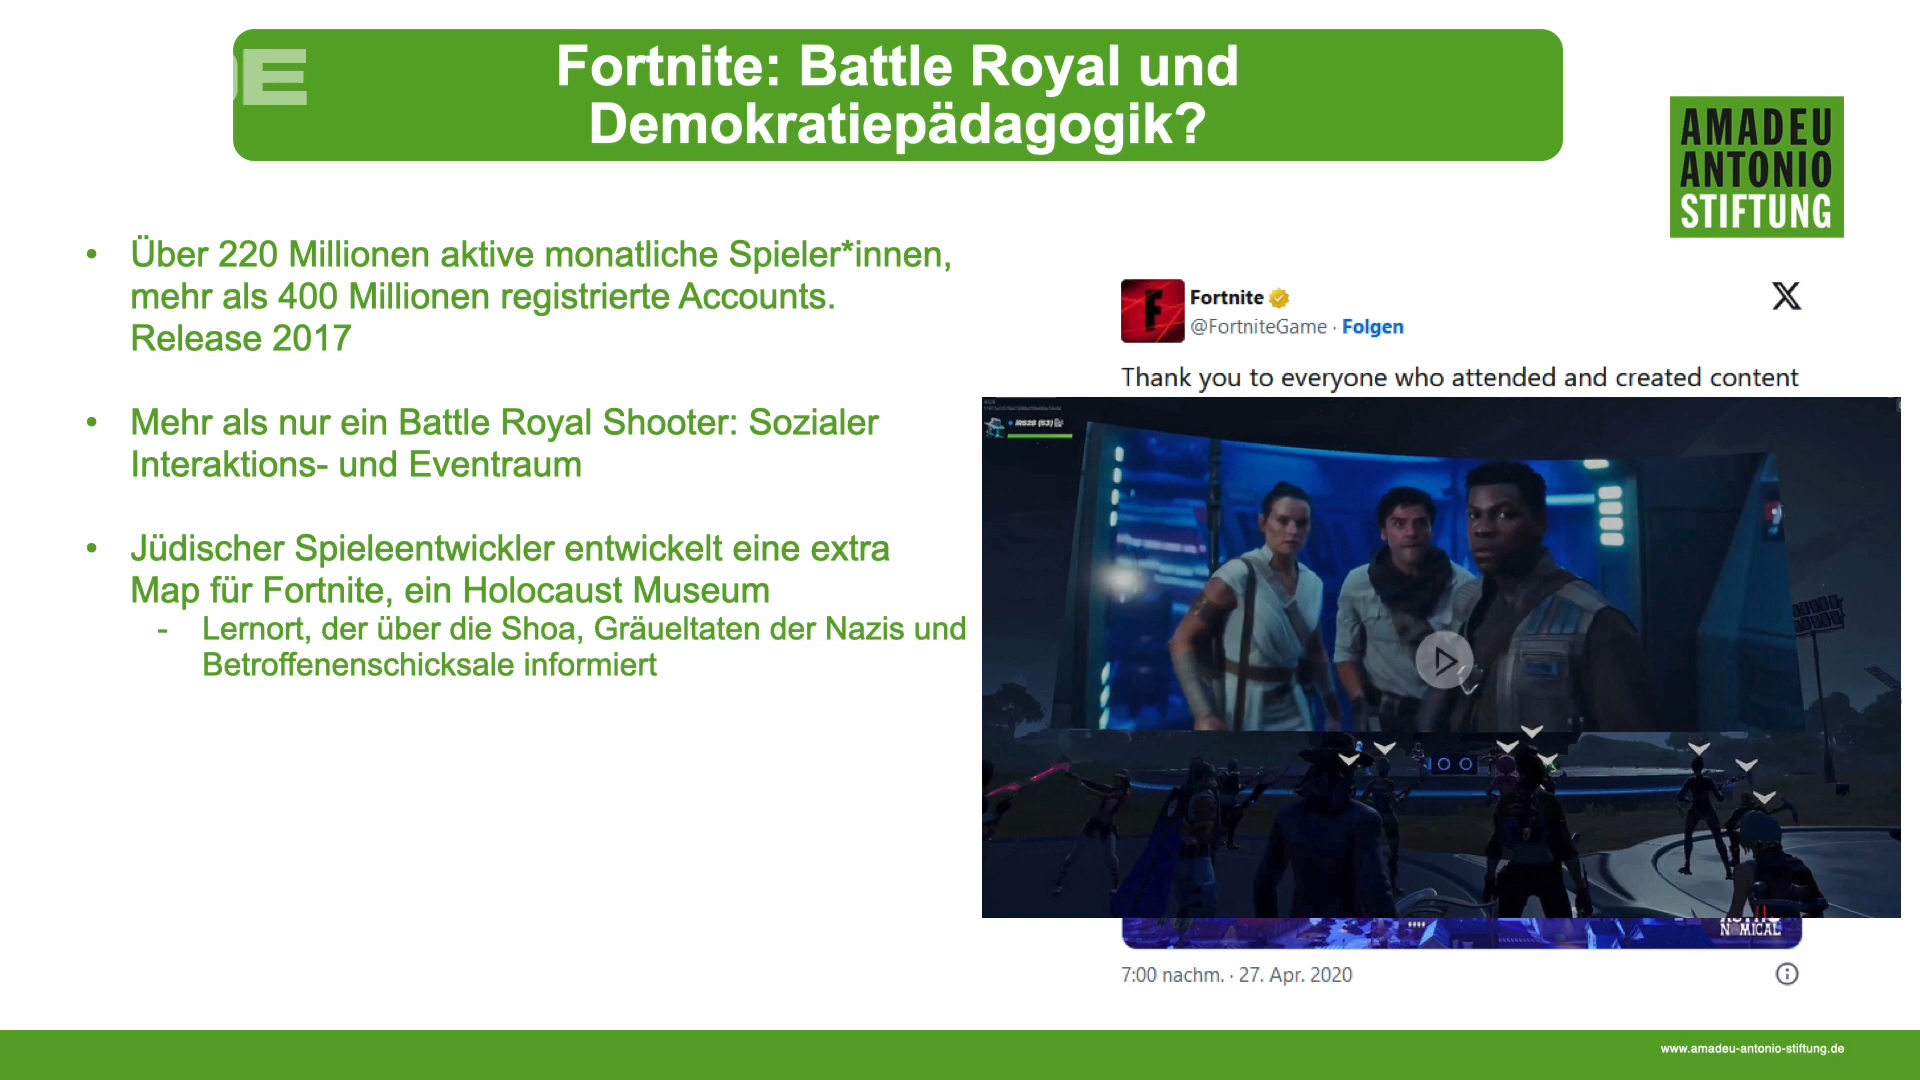 E
Fortnite: Battle Royal und
Demokratiepädagogik?
AMADEU
ANTONIO
STIFTUNG
• Über 220 Millionen aktive monatliche Spieler*innen,
mehr als 400 Millionen registrierte Accounts.
Release 2017
• Mehr als nur ein Battle Royal Shooter: Sozialer
Interaktions- und Eventraum
• Jüdischer Spieleentwickler entwickelt eine extra
Map für Fortnite, ein Holocaust Museum
- Lernort, der über die Shoa, Gräueltaten der Nazis und
Betroffenenschicksale informiert
Fortnite
@FortniteGame · Folgen
Thank you to everyone who attended and created content
7:00 nachm. · 27. Apr. 2020
www.amadeu-antonio-stiftung.de